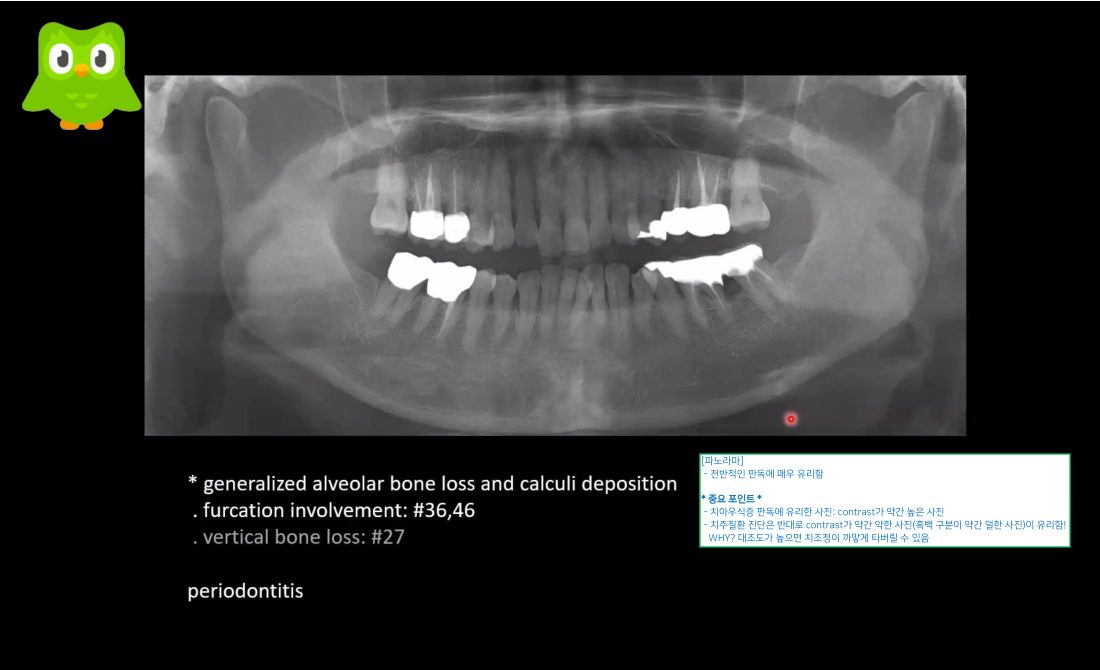 * generalized alveolar bone loss and calculi deposition
. furcation involvement: #36,46
. vertical bone loss: #27
periodontitis
[파노라마]
- 전반적인 판독에 매우 유리함
* 중요 포인트 *
- 치아우식증 판독에 유리한 사진: contrast가 약간 높은 사진
- 치주질환 진단은 반대로 contrast가 약간 약한 사진(흑백 구분이 약간 덜한 사진)이 유리함!
WHY? 대조도가 높으면 치조정이 까맣게 타버릴 수 있음